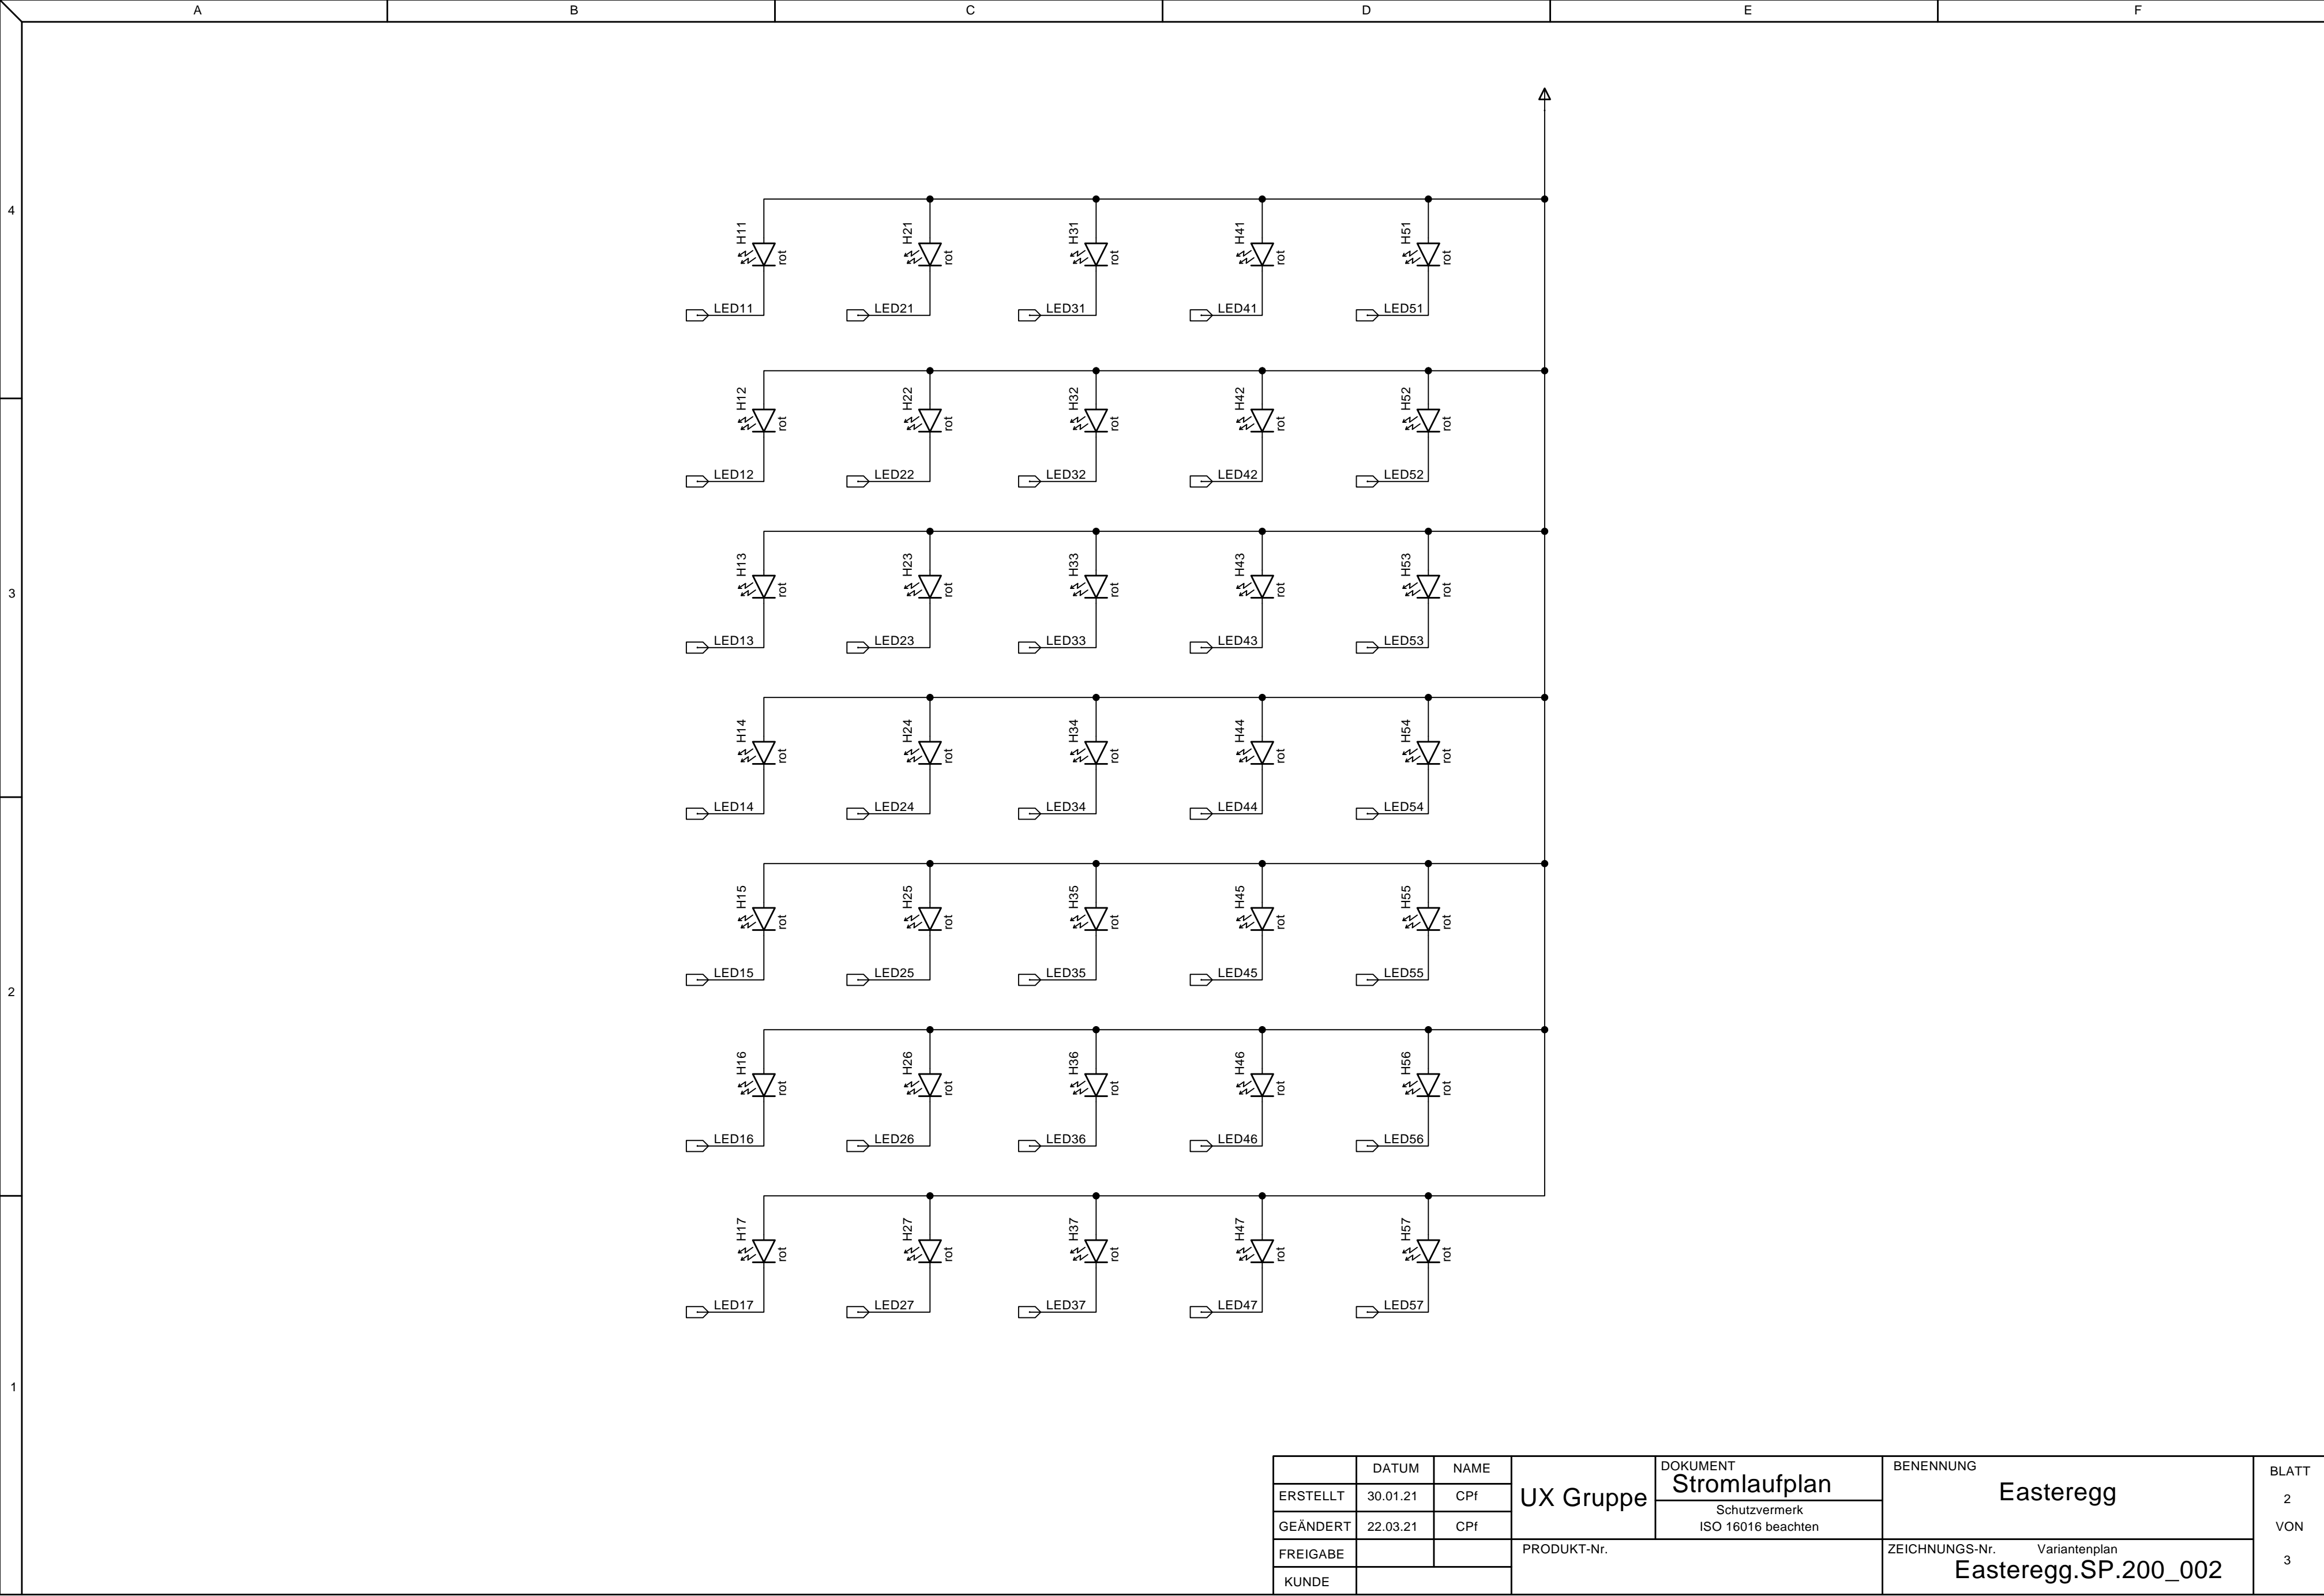 A B C D E F
4
3
2
1
H11 H21 H31 H41 H51
rot rot rot rot rot
LED11 LED21 LED31 LED41 LED51
H12 H22 H32 H42 H52
rot rot rot rot rot
LED12 LED22 LED32 LED42 LED52
H13 H23 H33 H43 H53
rot rot rot rot rot
LED13 LED23 LED33 LED43 LED53
H14 H24 H34 H44 H54
rot rot rot rot rot
LED14 LED24 LED34 LED44 LED54
H15 H25 H35 H45 H55
rot rot rot rot rot
LED15 LED25 LED35 LED45 LED55
H16 H26 H36 H46 H56
rot rot rot rot rot
LED16 LED26 LED36 LED46 LED56
H17 H27 H37 H47 H57
rot rot rot rot rot
LED17 LED27 LED37 LED47 LED57
DATUM NAME
ERSTELLT 30.01.21 CPf
GEÄNDERT 22.03.21 CPf
FREIGABE
KUNDE
UX Gruppe
DOKUMENT
Stromlaufplan
Schutzvermerk
ISO 16016 beachten
PRODUKT-Nr.
BENENNUNG
Easteregg
ZEICHNUNGS-Nr. Variantenplan
Easteregg.SP.200_002
BLATT
2
VON
3